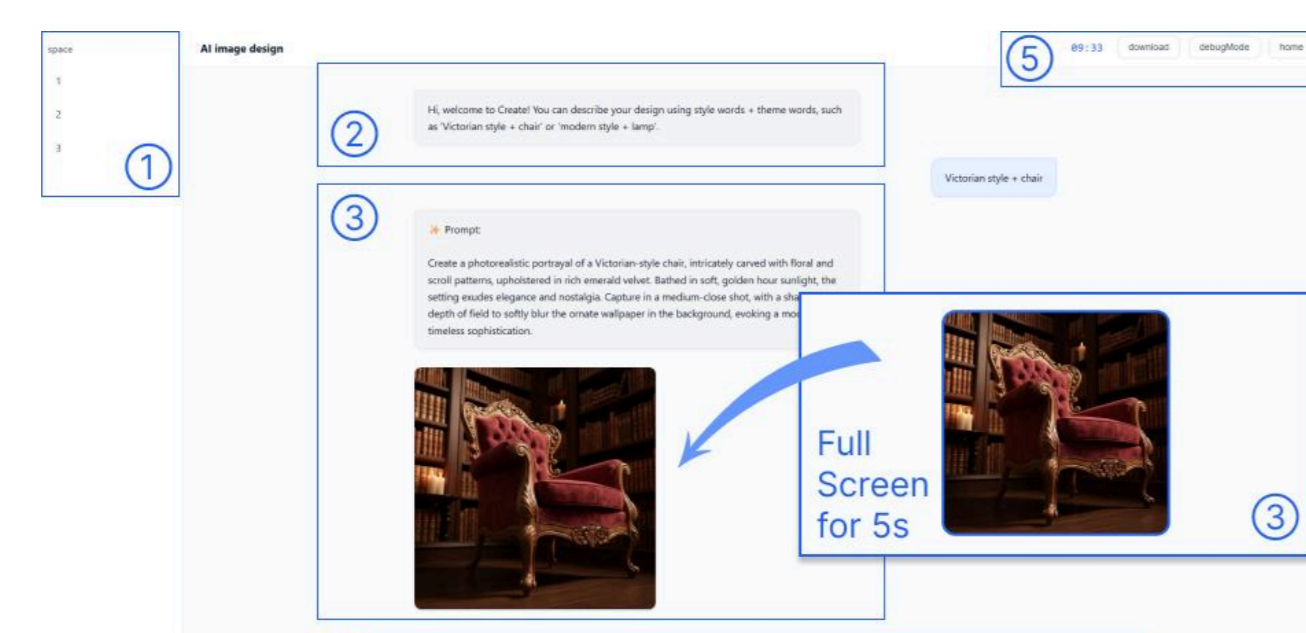 space
AI image design
09:33
download
debugMode
home
5
1
2
3
1
2
Hi, welcome to Create! You can describe your design using style words + theme words, such
as 'Victorian style + chair' or 'modern style + lamp'.
Victorian style + chair
3
Prompt:
Create a photorealistic portrayal of a Victorian-style chair, intricately carved with floral and
scroll patterns, upholstered in rich emerald velvet. Bathed in soft, golden hour sunlight, the
setting exudes elegance and nostalgia. Capture in a medium-close shot, with a
depth of field to softly blur the ornate wallpaper in the background, evoking a
timeless sophistication.
Full
Screen
for 5s
3